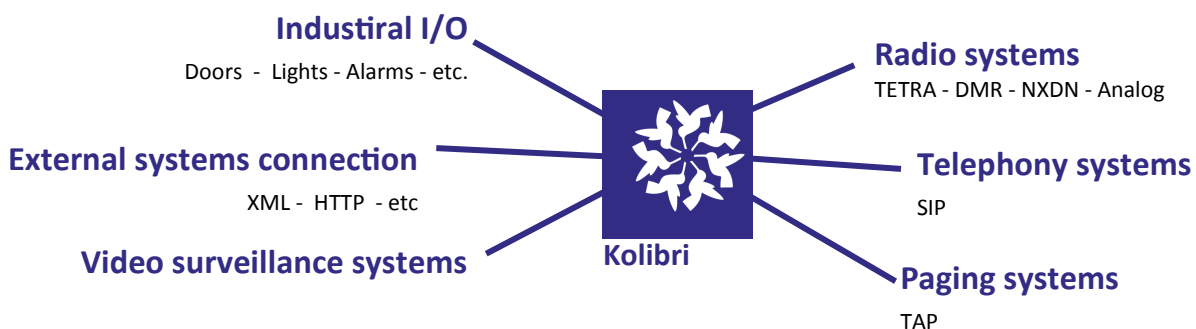 Industiral I/O
Doors - Lights - Alarms - etc.
External systems connection
XML - HTTP - etc
Video surveillance systems
Kolibri
Radio systems
TETRA - DMR - NXDN - Analog
Telephony systems
SIP
Paging systems
TAP